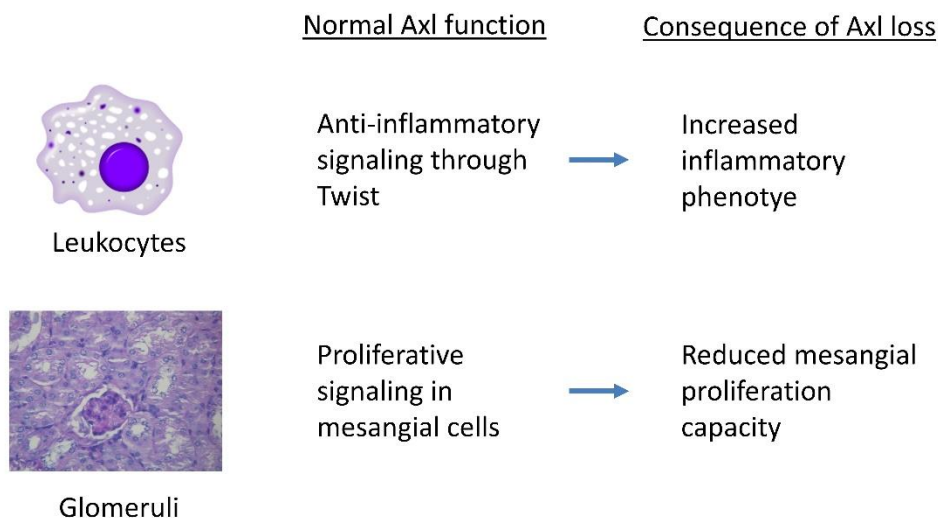 Normal Axl function
Consequence of Axl loss
Anti-inflammatory
signaling through
Twist
Increased
inflammatory
phenotye
Leukocytes
Proliferative
signaling in
mesangial cells
Reduced mesangial
proliferation
capacity
Glomeruli